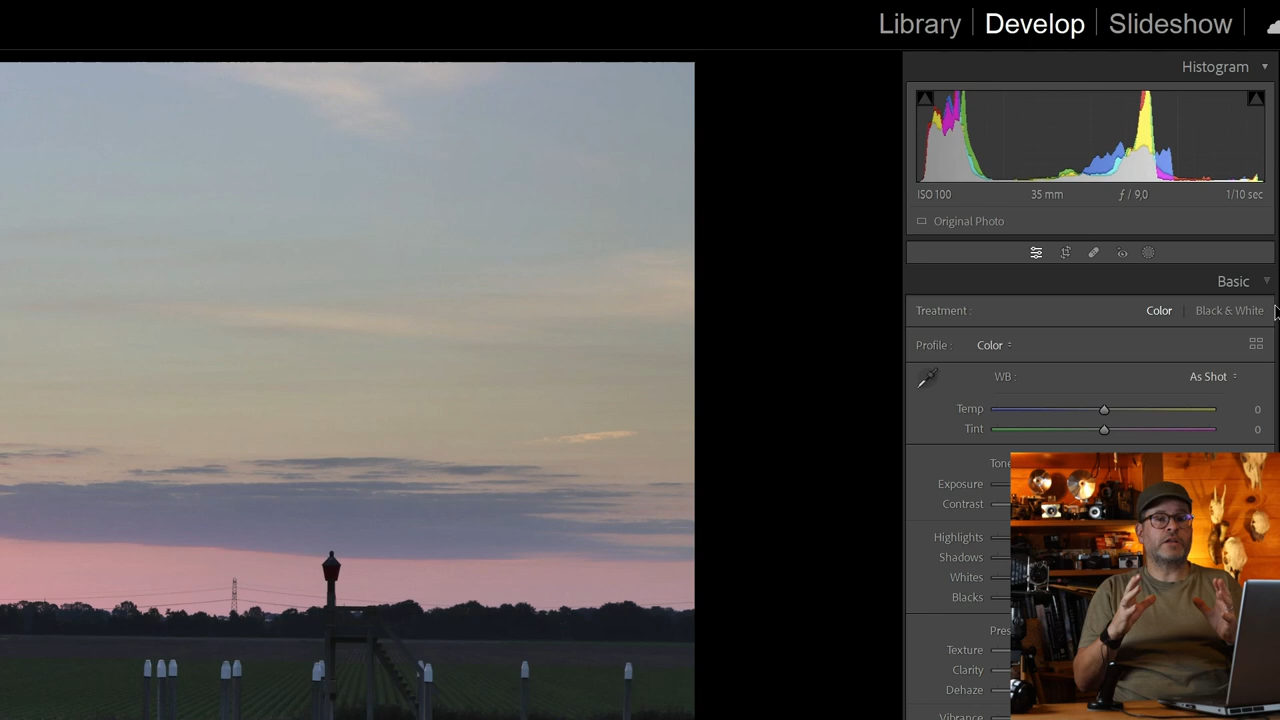 Library | Develop | Slideshow
Histogram
ISO 100 35 mm ƒ / 9,0 1/10 sec
Original Photo
Basic
Treatment : Color | Black & White
Profile : Color
WB : As Shot
Temp 0
Tint 0
Tone
Exposure
Contrast
Highlights
Shadows
Whites
Blacks
Pres
Texture
Clarity
Dehaze
Vibrance